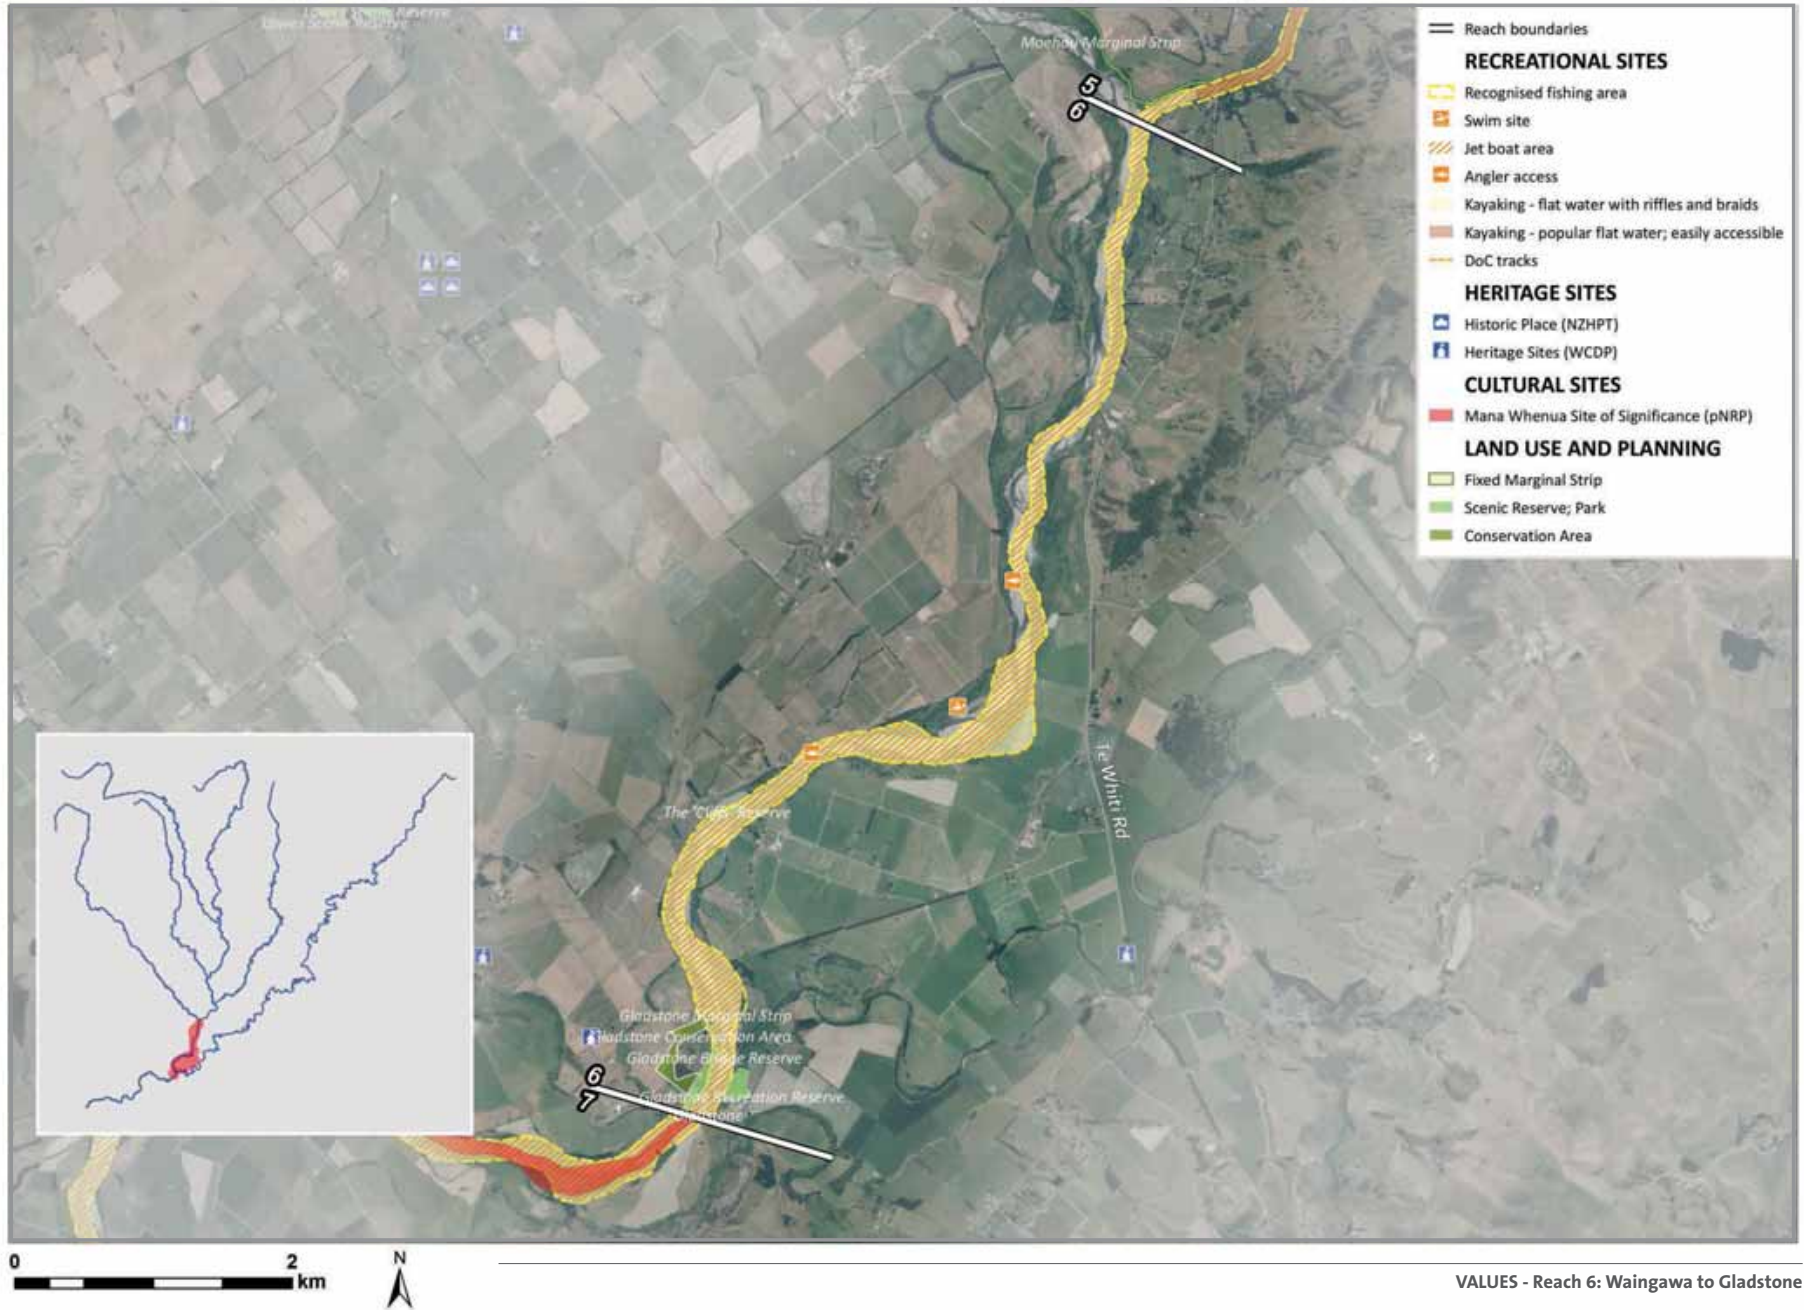 Lower Scenic Reserve
Moehau Marginal Strip
5
6
Reach boundaries
RECREATIONAL SITES
Recognised fishing area
Swim site
Jet boat area
Angler access
Kayaking - flat water with riffles and braids
Kayaking - popular flat water; easily accessible
DoC tracks
HERITAGE SITES
Historic Place (NZHPT)
Heritage Sites (WCDP)
CULTURAL SITES
Mana Whenua Site of Significance (pNRP)
LAND USE AND PLANNING
Fixed Marginal Strip
Scenic Reserve; Park
Conservation Area
Te Whiti Rd
The "Cliffs" Reserve
Gladstone Marginal Strip
Gladstone Conservation Area
Gladstone Bridge Reserve
6
7
Gladstone Recreation Reserve
Gladstone
0
2
km
N
VALUES - Reach 6: Waingawa to Gladstone